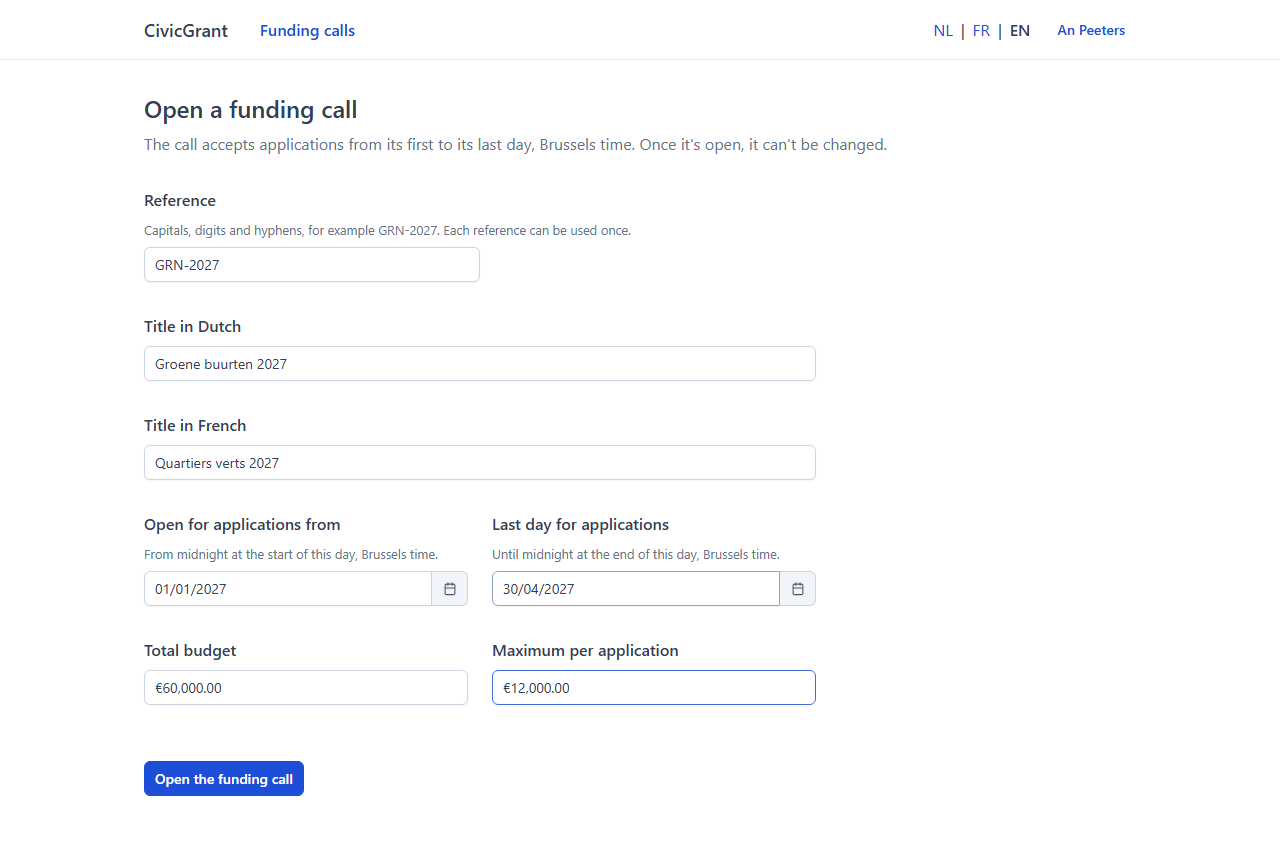 CivicGrant Funding calls NL | FR | EN An Peeters
Open a funding call
The call accepts applications from its first to its last day, Brussels time. Once it's open, it can't be changed.
Reference
Capitals, digits and hyphens, for example GRN-2027. Each reference can be used once.
GRN-2027
Title in Dutch
Groene buurten 2027
Title in French
Quartiers verts 2027
Open for applications from
From midnight at the start of this day, Brussels time.
01/01/2027
Last day for applications
Until midnight at the end of this day, Brussels time.
30/04/2027
Total budget
€60,000.00
Maximum per application
€12,000.00
Open the funding call